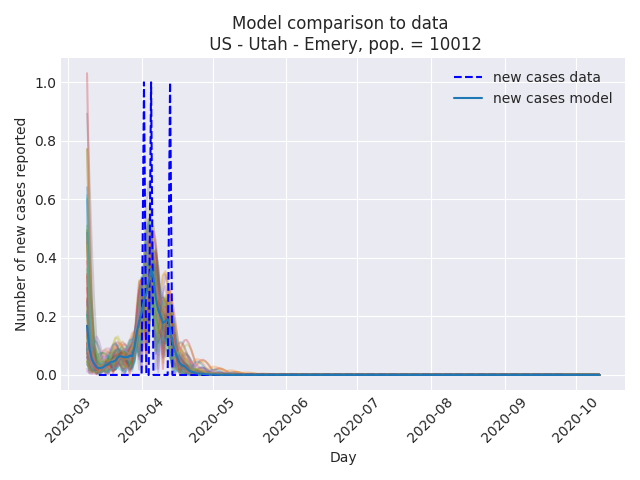 Model comparison to data
US - Utah - Emery, pop. = 10012
new cases data
new cases model
Number of new cases reported
1.0
0.8
0.6
0.4
0.2
0.0
2020-03
2020-04
2020-05
2020-06
2020-07
2020-08
2020-09
2020-10
Day